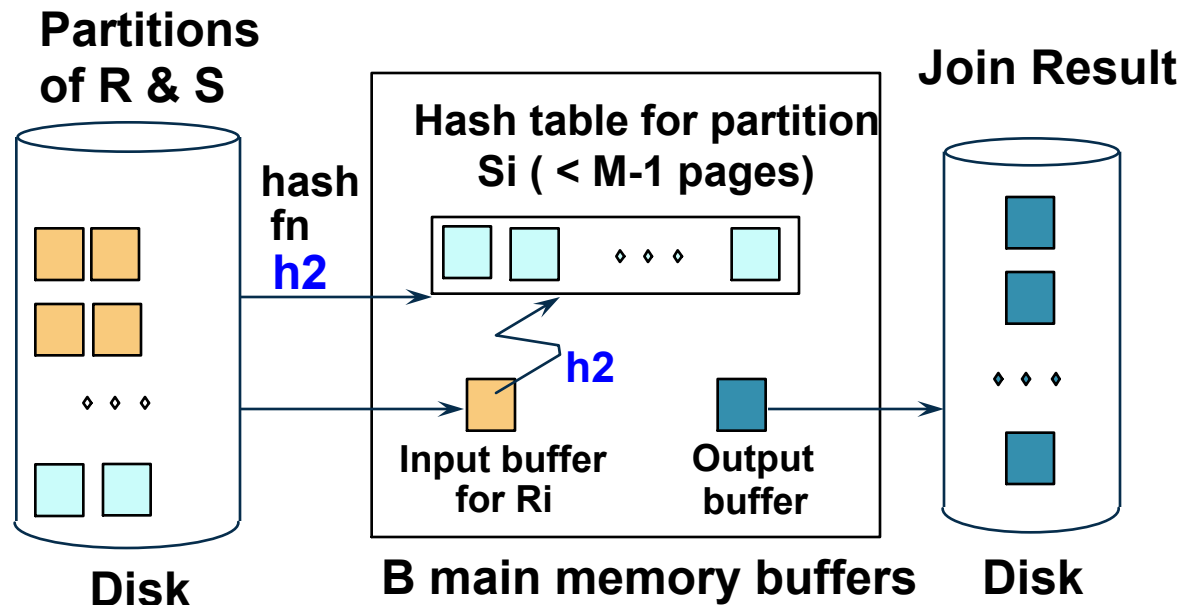 Partitions
of R & S
Join Result
Hash table for partition
Si ( < M-1 pages)
hash
fn
h2
h2
Input buffer
for Ri
Output
buffer
Disk
B main memory buffers
Disk